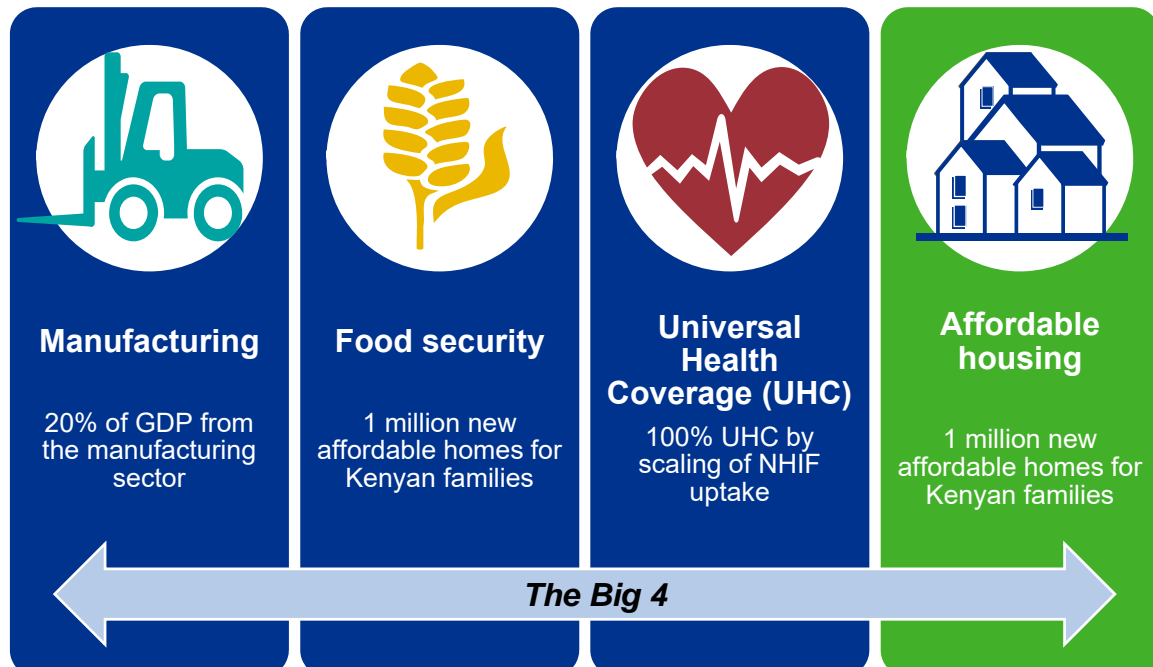 Manufacturing
20% of GDP from
the manufacturing
sector
Food security
1 million new
affordable homes for
Kenyan families
Universal
Health
Coverage (UHC)
100% UHC by
scaling of NHIF
uptake
Affordable
housing
1 million new
affordable homes for
Kenyan families
The Big 4